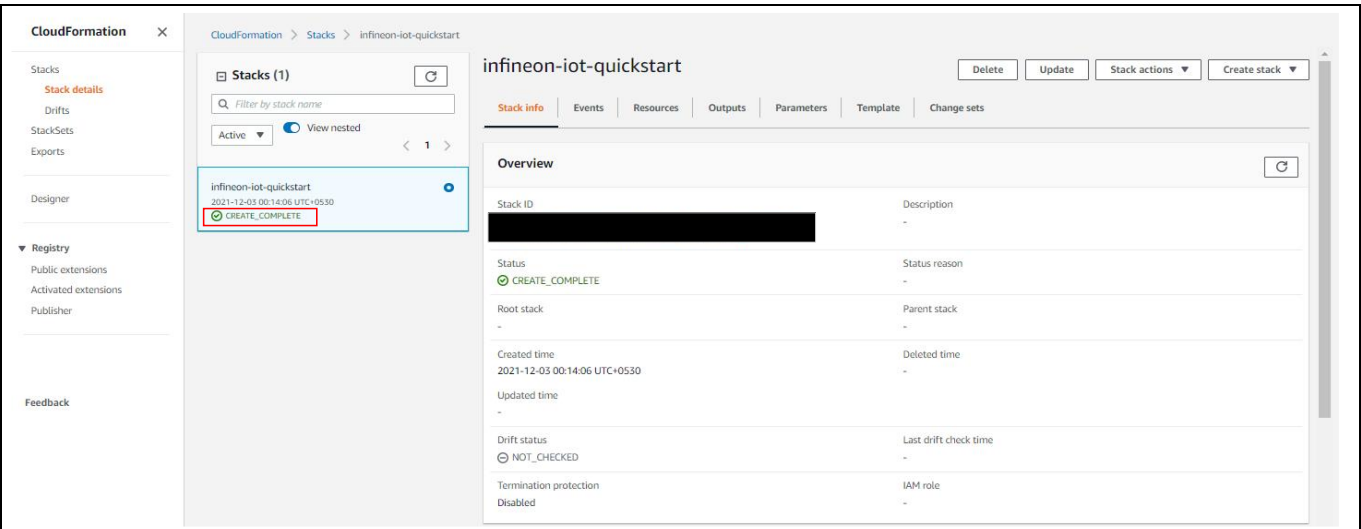 CloudFormation
Stacks
Stack details
Drifts
StackSets
Exports
Designer
Registry
Public extensions
Activated extensions
Publisher
Feedback
CloudFormation > Stacks > infineon-iot-quickstart
Stacks (1)
Filter by stack name
Active
View nested
< 1 >
infineon-iot-quickstart
2021-12-03 00:14:06 UTC+0530
CREATE_COMPLETE
infineon-iot-quickstart
Delete Update Stack actions Create stack
Stack info Events Resources Outputs Parameters Template Change sets
Overview
Stack ID
Description
-
Status
CREATE_COMPLETE
Status reason
-
Root stack
-
Parent stack
-
Created time
2021-12-03 00:14:06 UTC+0530
Deleted time
-
Updated time
-
Drift status
NOT_CHECKED
Last drift check time
-
Termination protection
Disabled
IAM role
-